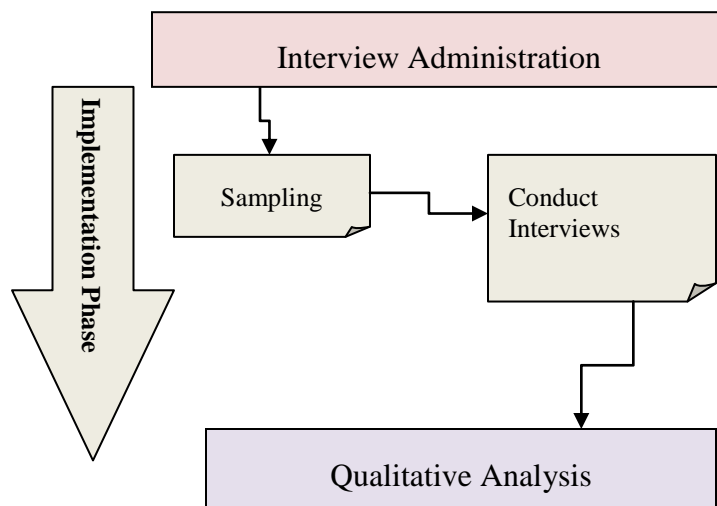 Interview Administration
Implementation Phase
Sampling
Conduct
Interviews
Qualitative Analysis